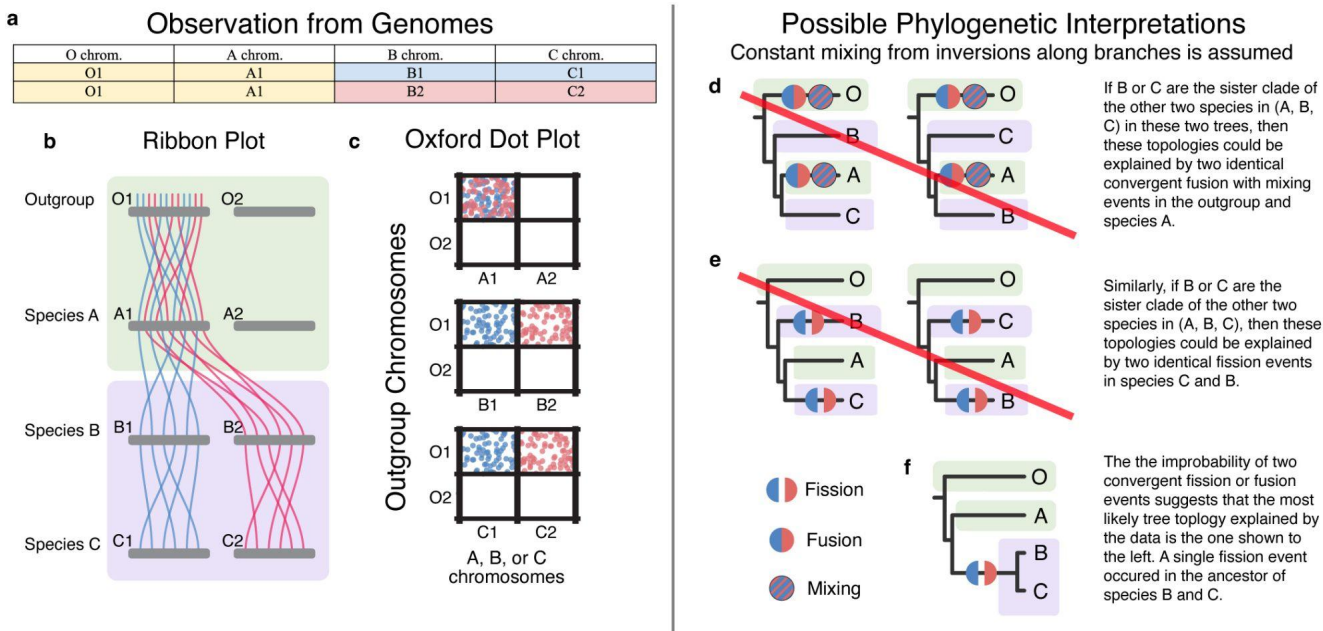 a
Observation from Genomes
O chrom. A chrom. B chrom. C chrom.
O1 A1 B1 C1
O1 A1 B2 C2
b
Ribbon Plot
Outgroup O1 O2
Species A A1 A2
Species B B1 B2
Species C C1 C2
c
Oxford Dot Plot
Outgroup Chromosomes
O1
O2
A1 A2
O1
O2
B1 B2
O1
O2
C1 C2
A, B, or C
chromosomes
Possible Phylogenetic Interpretations
Constant mixing from inversions along branches is assumed
d
O
B
A
C
O
C
A
B
If B or C are the sister clade of
the other two species in (A, B,
C) in these two trees, then
these topologies could be
explained by two identical
convergent fusion with mixing
events in the outgroup and
species A.
e
O
B
A
C
O
C
A
B
Similarly, if B or C are the
sister clade of the other two
species in (A, B, C), then these
topologies could be explained
by two identical fission events
in species C and B.
Fission
Fusion
Mixing
f
O
A
B
C
The the improbability of two
convergent fission or fusion
events suggests that the most
likely tree toplogy explained by
the data is the one shown to
the left. A single fission event
occured in the ancestor of
species B and C.